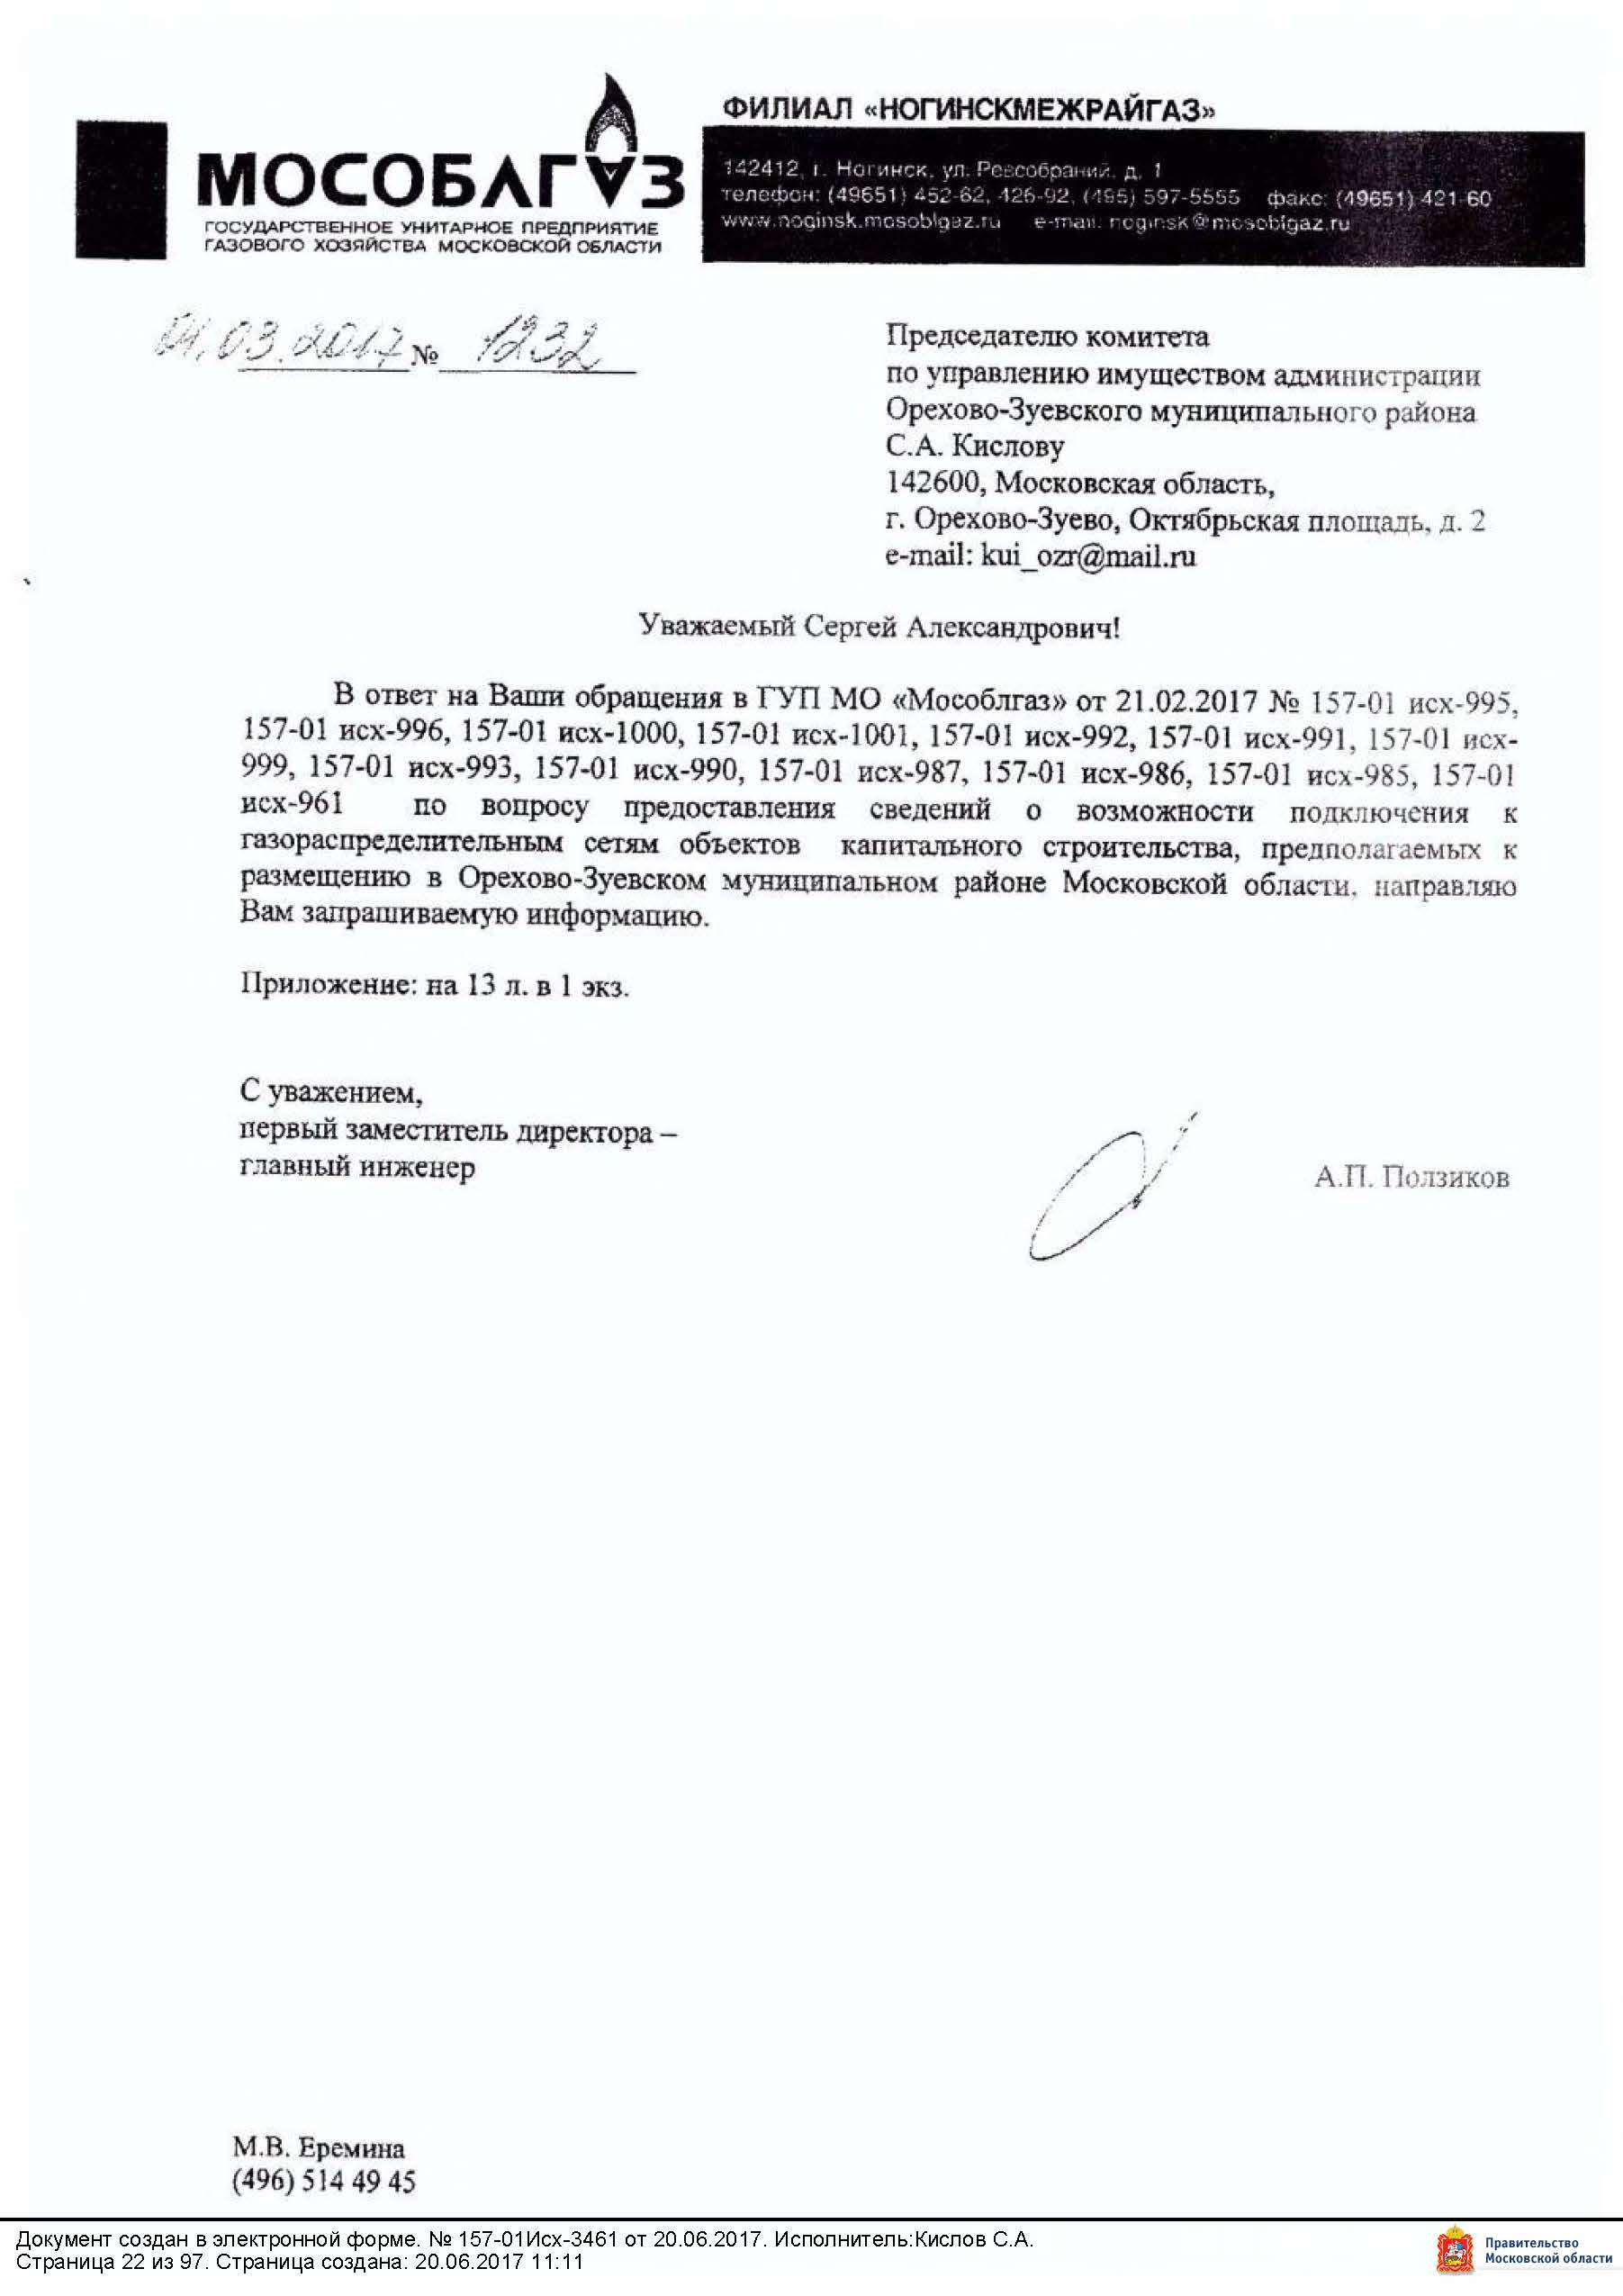 МОСОБЛГАЗ
ГОСУДАРСТВЕННОЕ УНИТАРНОЕ ПРЕДПРИЯТИЕ
ГАЗОВОГО ХОЗЯЙСТВА МОСКОВСКОЙ ОБЛАСТИ
ФИЛИАЛ «НОГИНСКМЕЖРАЙГАЗ»
142412, г. Ногинск, ул. Ревсобраний, д. 1
телефон: (49651) 452-62, 426-92, (495) 597-5555 факс: (49651) 421-60
www.noginsk.mosoblgaz.ru e-mail: noginsk@mosoblgaz.ru
01.03.2017 № 1232
Председателю комитета
по управлению имуществом администрации
Орехово-Зуевского муниципального района
С.А. Кислову
142600, Московская область,
г. Орехово-Зуево, Октябрьская площадь, д. 2
e-mail: kui_ozr@mail.ru
Уважаемый Сергей Александрович!
В ответ на Ваши обращения в ГУП МО «Мособлгаз» от 21.02.2017 № 157-01 исх-995,
157-01 исх-996, 157-01 исх-1000, 157-01 исх-1001, 157-01 исх-992, 157-01 исх-991, 157-01 исх-
999, 157-01 исх-993, 157-01 исх-990, 157-01 исх-987, 157-01 исх-986, 157-01 исх-985, 157-01
исх-961 по вопросу предоставления сведений о возможности подключения к
газораспределительным сетям объектов капитального строительства, предполагаемых к
размещению в Орехово-Зуевском муниципальном районе Московской области, направляю
Вам запрашиваемую информацию.
Приложение: на 13 л. в 1 экз.
С уважением,
первый заместитель директора –
главный инженер
А.П. Ползиков
М.В. Еремина
(496) 514 49 45
Документ создан в электронной форме. № 157-01Исх-3461 от 20.06.2017. Исполнитель:Кислов С.А.
Страница 22 из 97. Страница создана: 20.06.2017 11:11
Правительство
Московской области